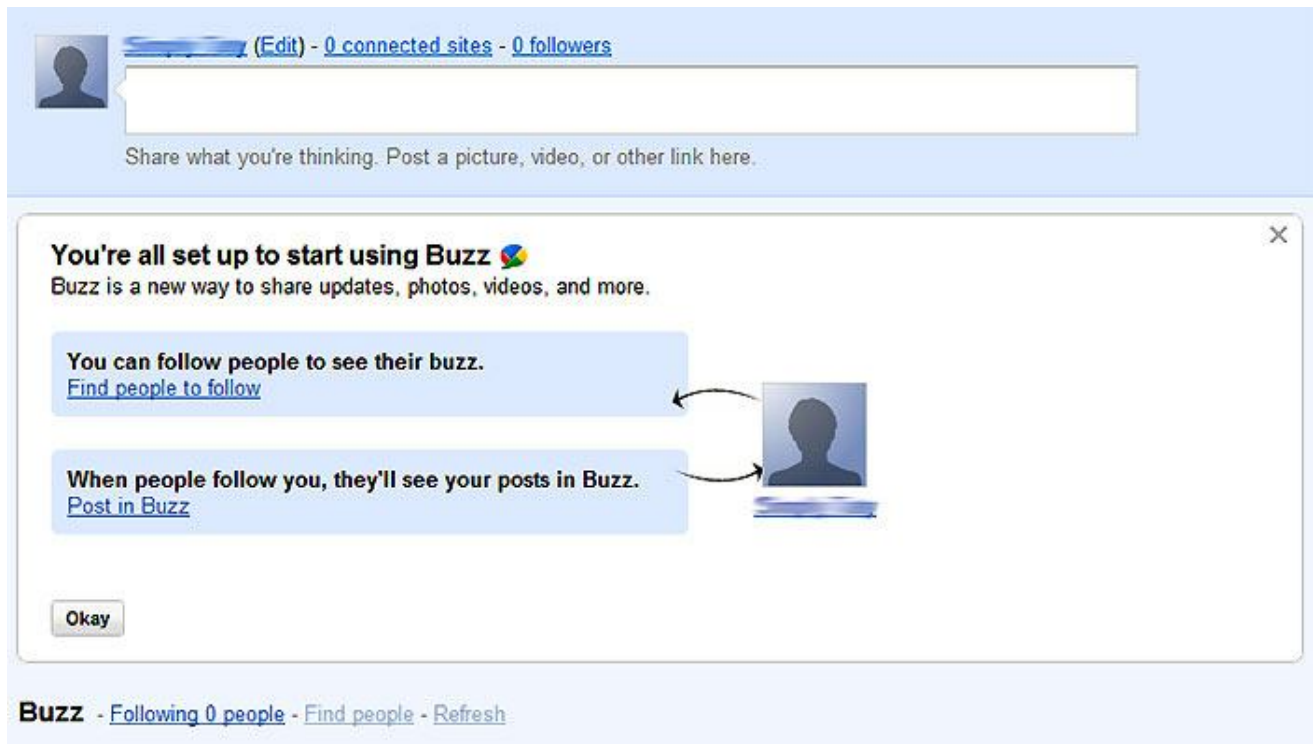 (Edit) - 0 connected sites - 0 followers
Share what you're thinking. Post a picture, video, or other link here.
You're all set up to start using Buzz
Buzz is a new way to share updates, photos, videos, and more.
You can follow people to see their buzz.
Find people to follow
When people follow you, they'll see your posts in Buzz.
Post in Buzz
Okay
Buzz - Following 0 people - Find people - Refresh